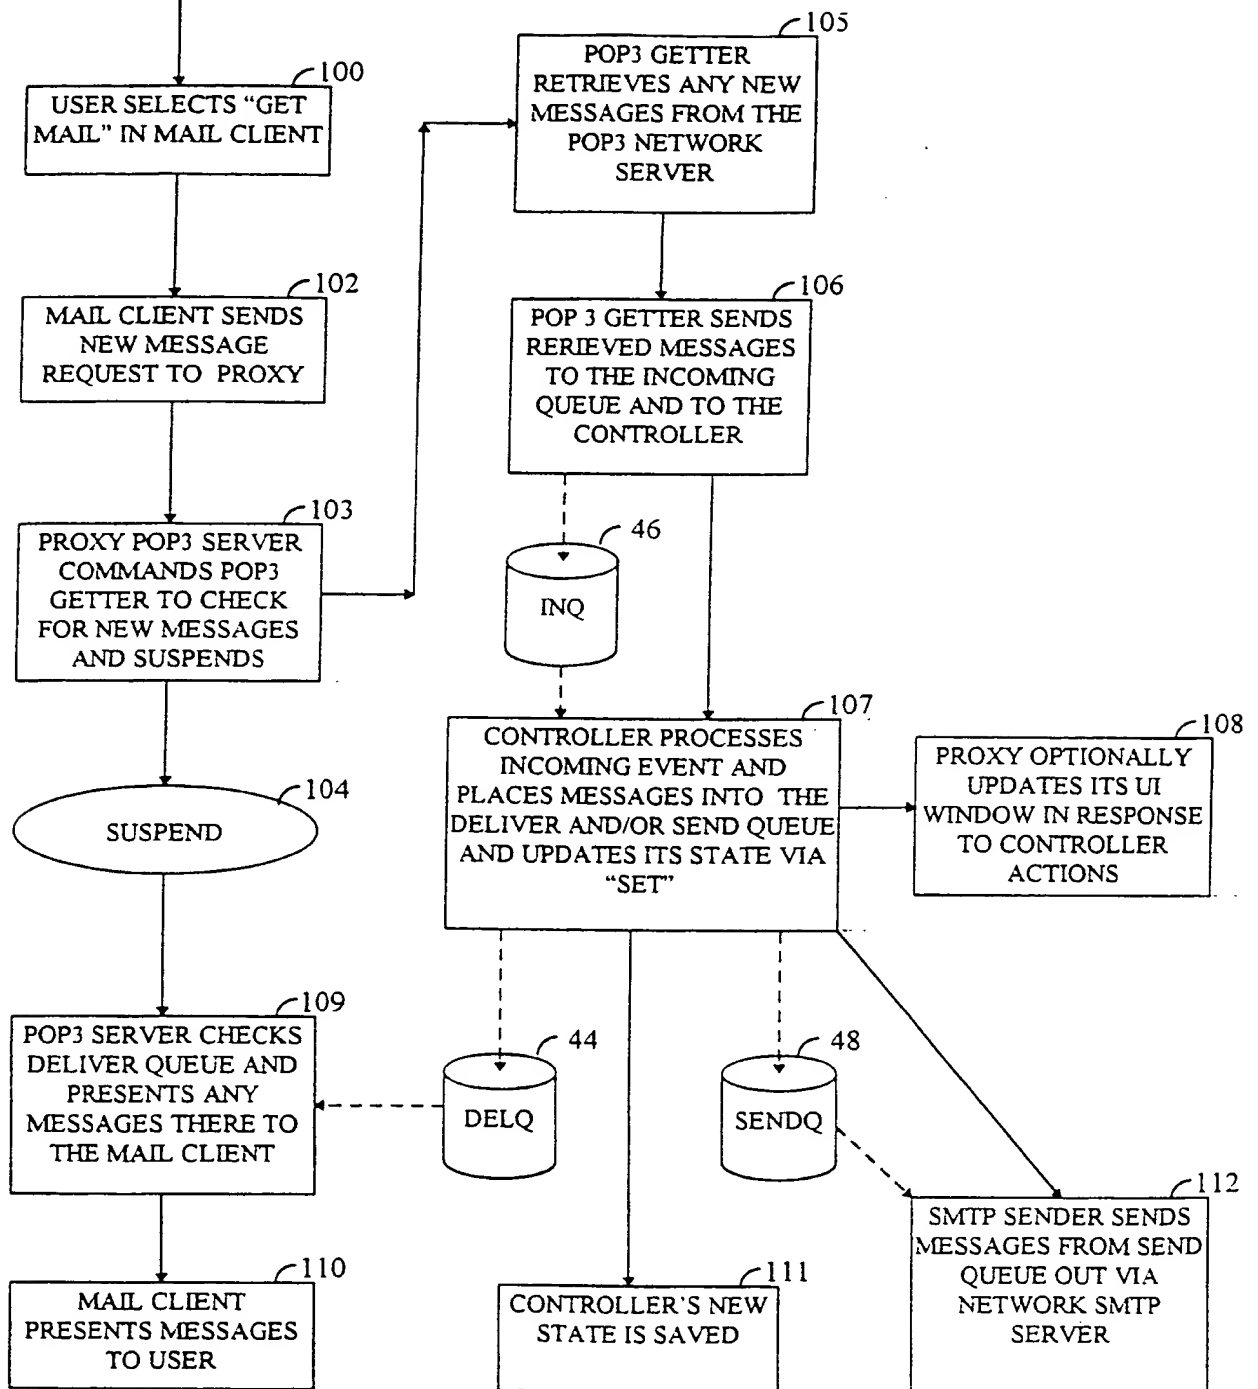 100
USER SELECTS “GET
MAIL” IN MAIL CLIENT
102
MAIL CLIENT SENDS
NEW MESSAGE
REQUEST TO PROXY
103
PROXY POP3 SERVER
COMMANDS POP3
GETTER TO CHECK
FOR NEW MESSAGES
AND SUSPENDS
104
SUSPEND
105
POP3 GETTER
RETRIEVES ANY NEW
MESSAGES FROM THE
POP3 NETWORK
SERVER
106
POP 3 GETTER SENDS
RERIEVED MESSAGES
TO THE INCOMING
QUEUE AND TO THE
CONTROLLER
46
INQ
107
CONTROLLER PROCESSES
INCOMING EVENT AND
PLACES MESSAGES INTO THE
DELIVER AND/OR SEND QUEUE
AND UPDATES ITS STATE VIA
“SET”
108
PROXY OPTIONALLY
UPDATES ITS UI
WINDOW IN RESPONSE
TO CONTROLLER
ACTIONS
109
POP3 SERVER CHECKS
DELIVER QUEUE AND
PRESENTS ANY
MESSAGES THERE TO
THE MAIL CLIENT
44
DELQ
48
SENDQ
110
MAIL CLIENT
PRESENTS MESSAGES
TO USER
111
CONTROLLER’S NEW
STATE IS SAVED
112
SMTP SENDER SENDS
MESSAGES FROM SEND
QUEUE OUT VIA
NETWORK SMTP
SERVER